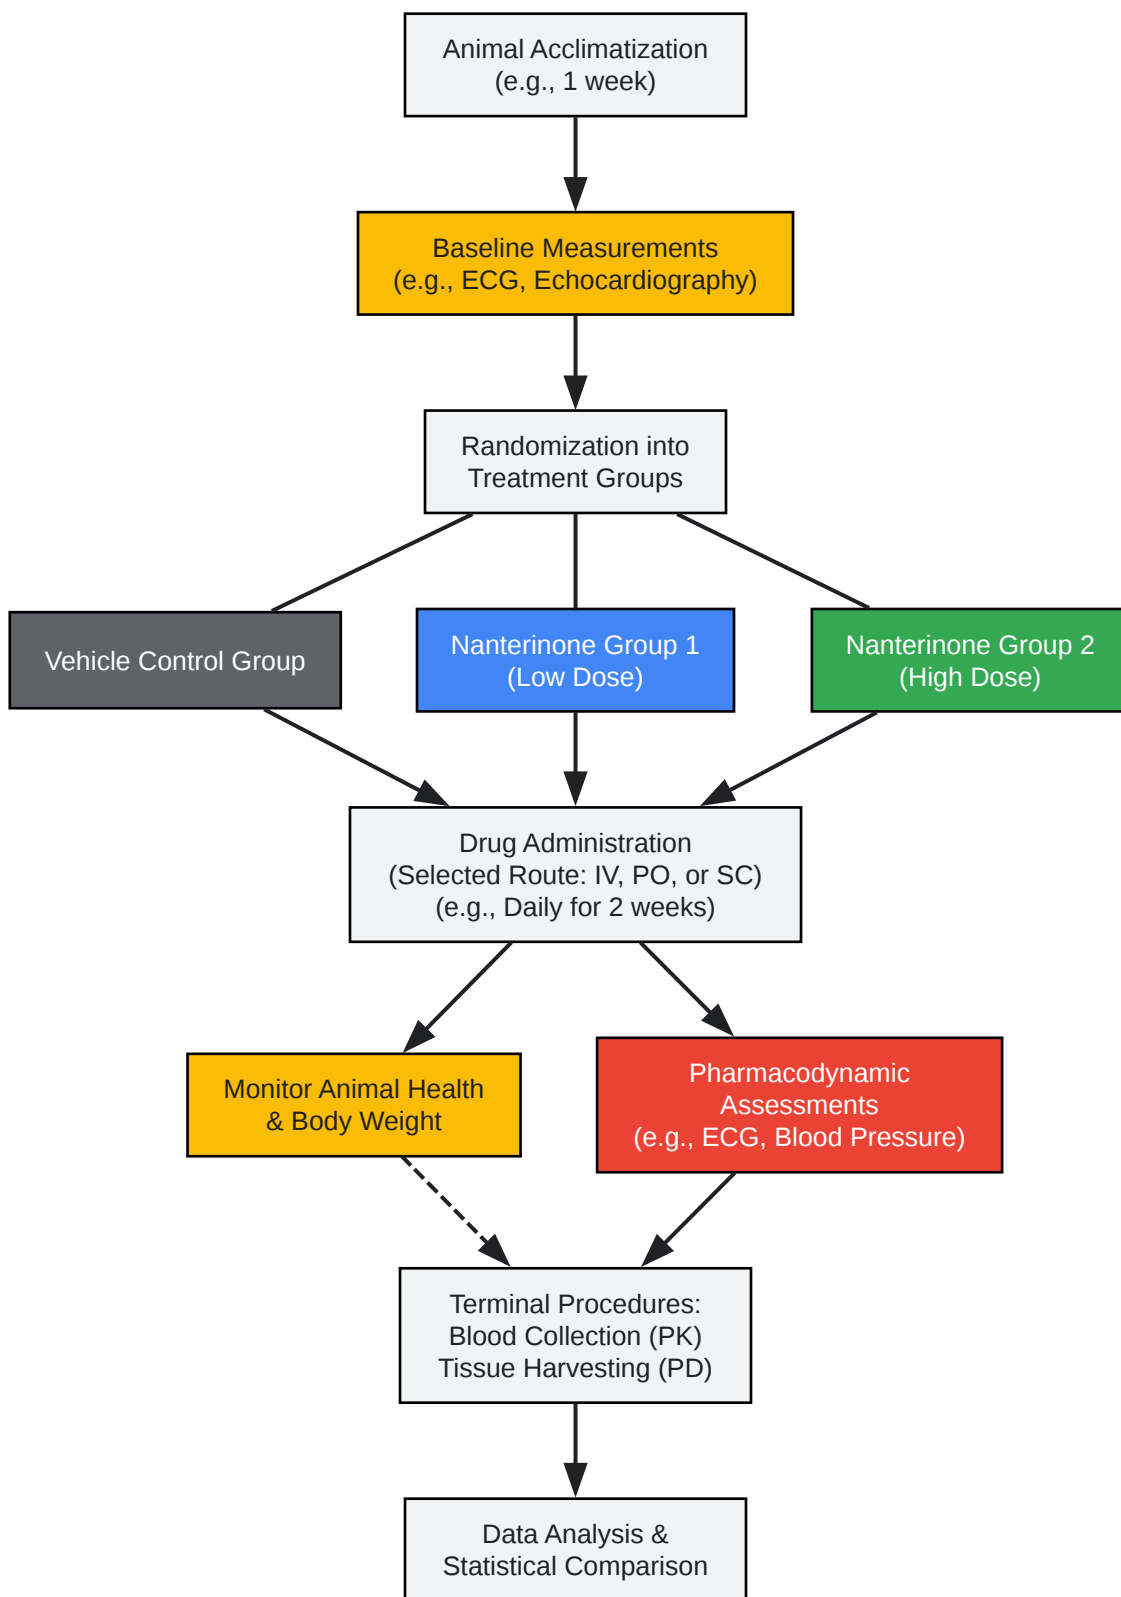 Animal Acclimatization
(e.g., 1 week)
Baseline Measurements
(e.g., ECG, Echocardiography)
Randomization into
Treatment Groups
Vehicle Control Group
Nanterinone Group 1
(Low Dose)
Nanterinone Group 2
(High Dose)
Drug Administration
(Selected Route: IV, PO, or SC)
(e.g., Daily for 2 weeks)
Monitor Animal Health
& Body Weight
Pharmacodynamic
Assessments
(e.g., ECG, Blood Pressure)
Terminal Procedures:
Blood Collection (PK)
Tissue Harvesting (PD)
Data Analysis &
Statistical Comparison